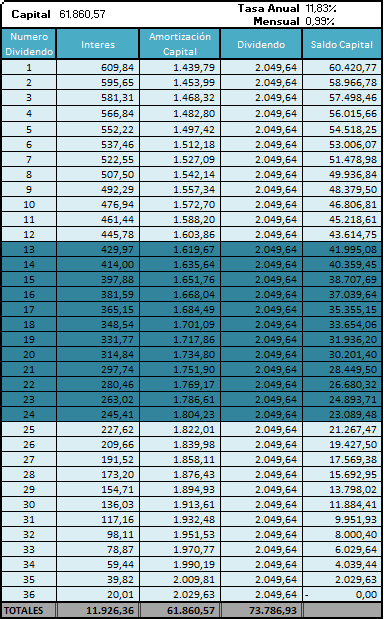 Capital 61.860,57 Tasa Anual 11,83%
Mensual 0,99%
Numero Dividendo Interes Amortización Capital Dividendo Saldo Capital
1 609,84 1.439,79 2.049,64 60.420,77
2 595,65 1.453,99 2.049,64 58.966,78
3 581,31 1.468,32 2.049,64 57.498,46
4 566,84 1.482,80 2.049,64 56.015,66
5 552,22 1.497,42 2.049,64 54.518,25
6 537,46 1.512,18 2.049,64 53.006,07
7 522,55 1.527,09 2.049,64 51.478,98
8 507,50 1.542,14 2.049,64 49.936,84
9 492,29 1.557,34 2.049,64 48.379,50
10 476,94 1.572,70 2.049,64 46.806,81
11 461,44 1.588,20 2.049,64 45.218,61
12 445,78 1.603,86 2.049,64 43.614,75
13 429,97 1.619,67 2.049,64 41.995,08
14 414,00 1.635,64 2.049,64 40.359,45
15 397,88 1.651,76 2.049,64 38.707,69
16 381,59 1.668,04 2.049,64 37.039,64
17 365,15 1.684,49 2.049,64 35.355,15
18 348,54 1.701,09 2.049,64 33.654,06
19 331,77 1.717,86 2.049,64 31.936,20
20 314,84 1.734,80 2.049,64 30.201,40
21 297,74 1.751,90 2.049,64 28.449,50
22 280,46 1.769,17 2.049,64 26.680,32
23 263,02 1.786,61 2.049,64 24.893,71
24 245,41 1.804,23 2.049,64 23.089,48
25 227,62 1.822,01 2.049,64 21.267,47
26 209,66 1.839,98 2.049,64 19.427,50
27 191,52 1.858,11 2.049,64 17.569,38
28 173,20 1.876,43 2.049,64 15.692,95
29 154,71 1.894,93 2.049,64 13.798,02
30 136,03 1.913,61 2.049,64 11.884,41
31 117,16 1.932,48 2.049,64 9.951,93
32 98,11 1.951,53 2.049,64 8.000,40
33 78,87 1.970,77 2.049,64 6.029,64
34 59,44 1.990,19 2.049,64 4.039,44
35 39,82 2.009,81 2.049,64 2.029,63
36 20,01 2.029,63 2.049,64 - 0,00
TOTALES 11.926,36 61.860,57 73.786,93